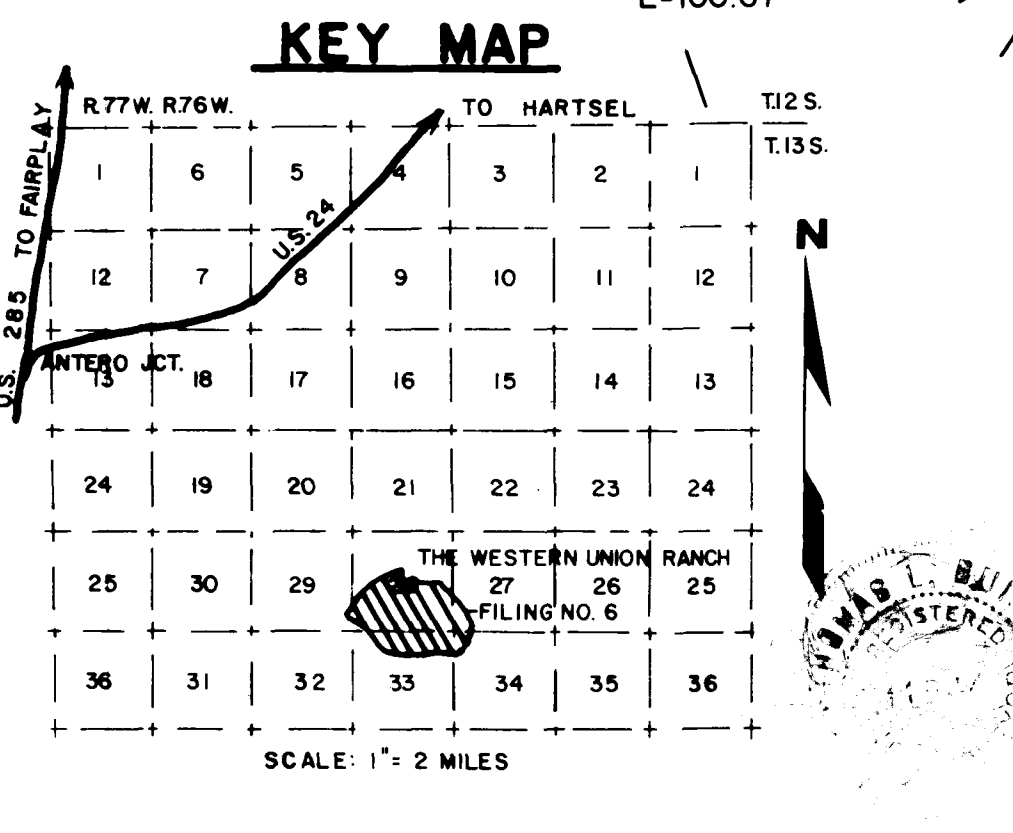 KEY MAP
R.77W. R.76W.
TO HARTSEL
T.12 S.
T.13 S.
U.S. 285 TO FAIRPLAY
1 6 5 4 3 2 1
U.S. 24
N
12 7 8 9 10 11 12
ANTERO JCT.
13 18 17 16 15 14 13
24 19 20 21 22 23 24
THE WESTERN UNION RANCH
25 30 29 27 26 25
FILING NO. 6
REGISTERED
36 31 32 33 34 35 36
SCALE: 1"= 2 MILES